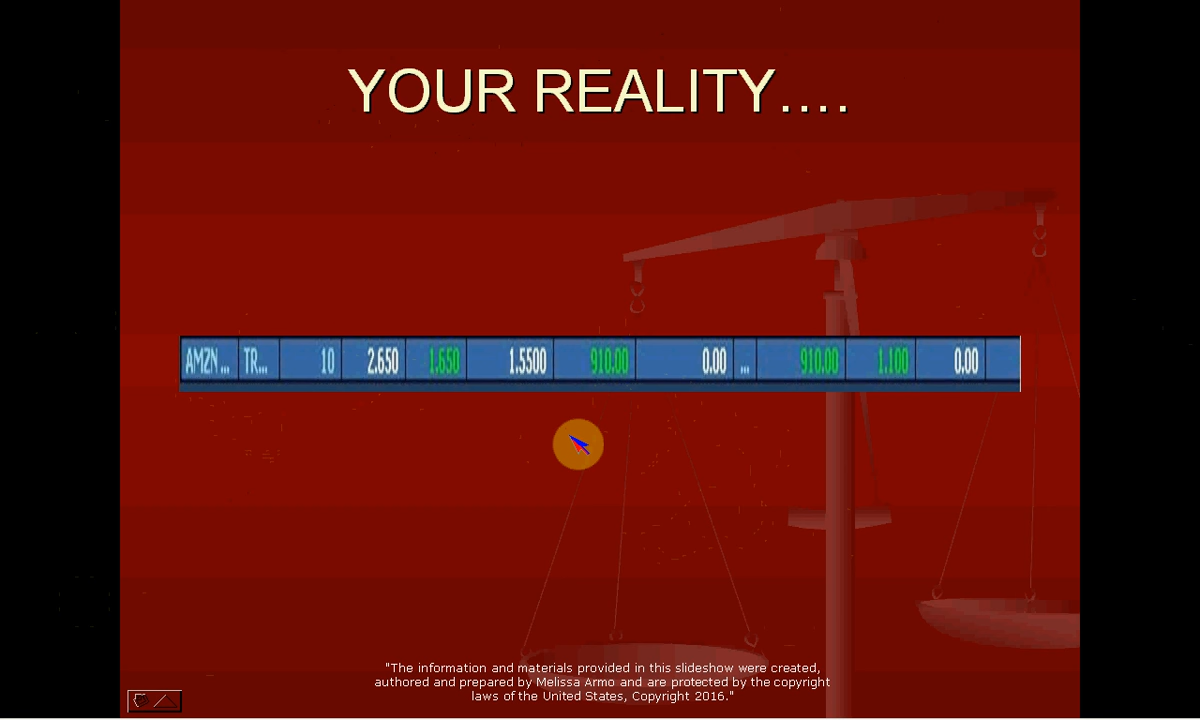 YOUR REALITY....
AMZN... TR... 10 2.650 1.650 1.5500 910.00 0.00 ... 910.00 1.100 0.00
"The information and materials provided in this slideshow were created,
authored and prepared by Melissa Armo and are protected by the copyright
laws of the United States, Copyright 2016."